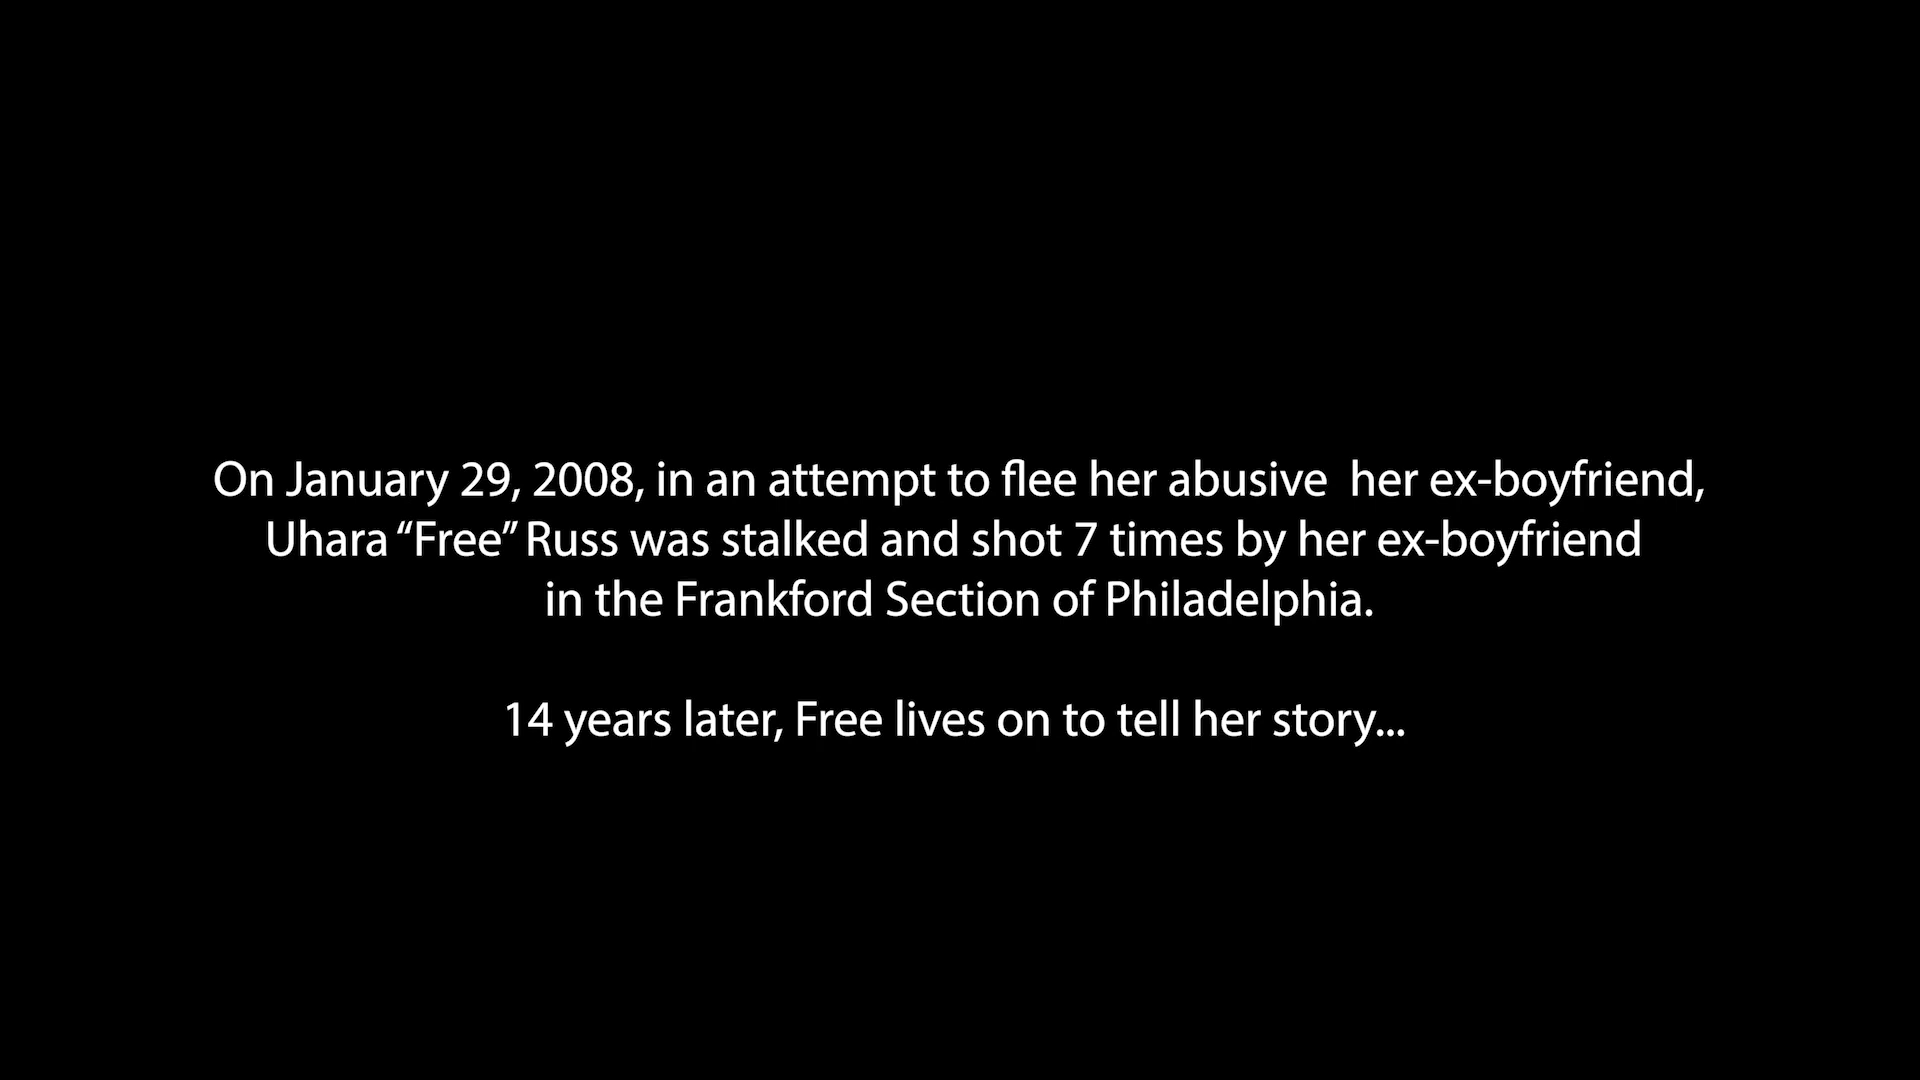 On January 29, 2008, in an attempt to flee her abusive  her ex-boyfriend,
Uhara “Free” Russ was stalked and shot 7 times by her ex-boyfriend
in the Frankford Section of Philadelphia.
14 years later, Free lives on to tell her story...